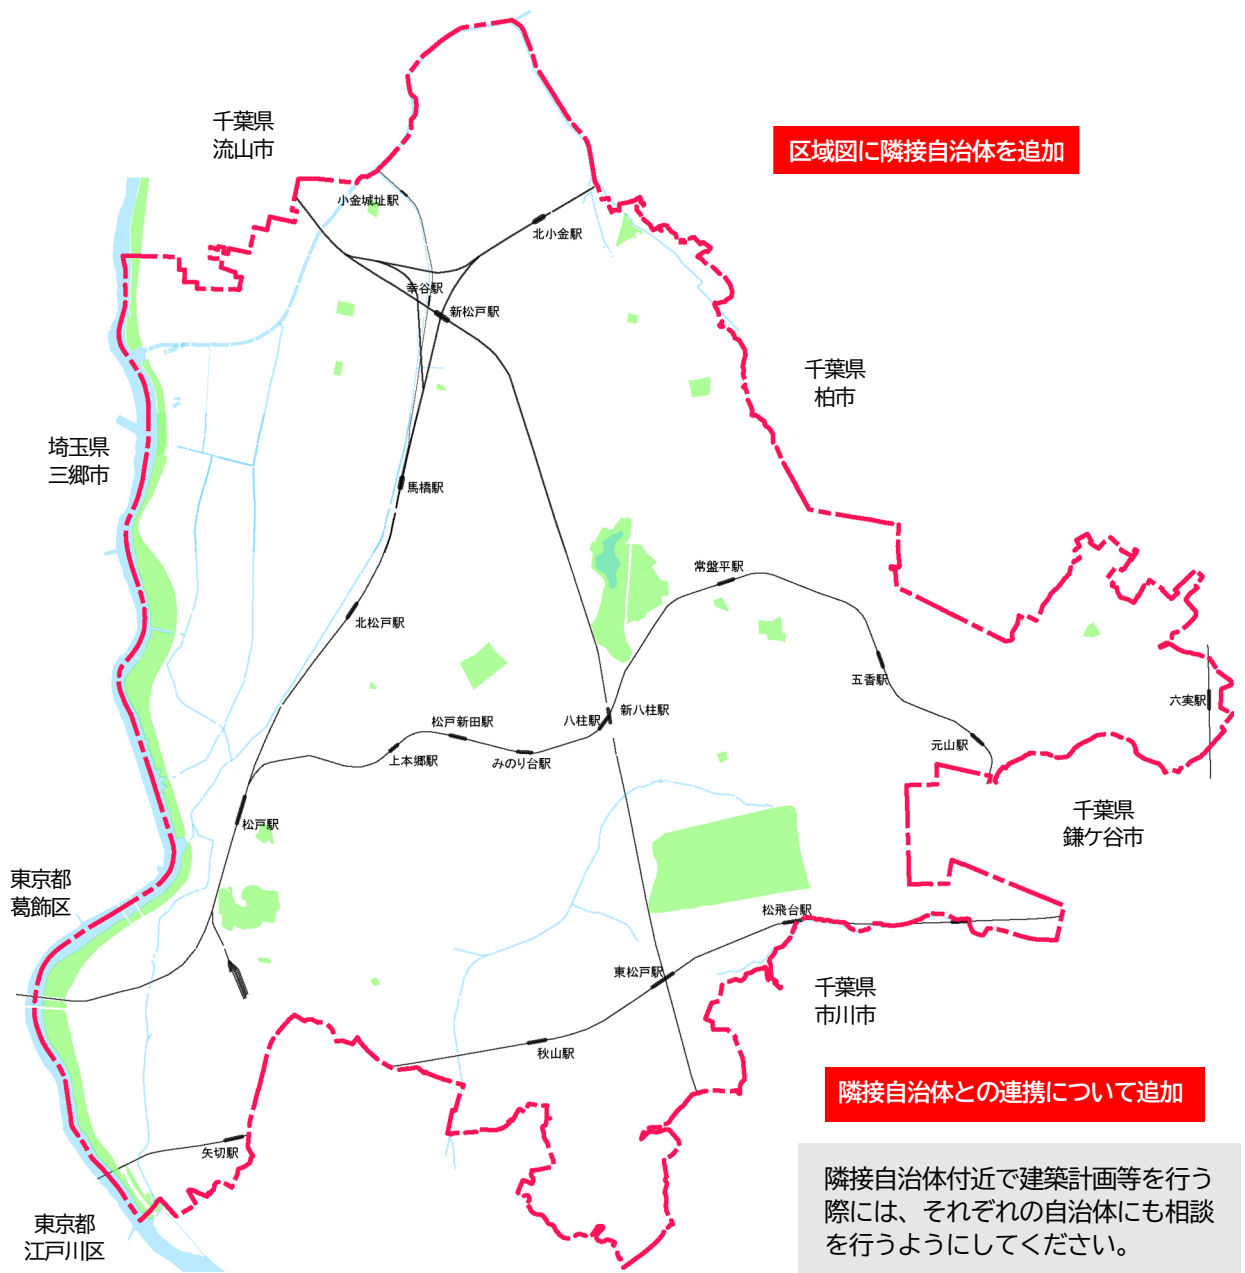 千葉県
流山市
区域図に隣接自治体を追加
小金城址駅
北小金駅
幸谷駅
新松戸駅
千葉県
柏市
埼玉県
三郷市
馬橋駅
常盤平駅
北松戸駅
五香駅
六実駅
松戸新田駅
八柱駅
新八柱駅
上本郷駅
みのり台駅
元山駅
松戸駅
千葉県
鎌ケ谷市
東京都
葛飾区
松飛台駅
東松戸駅
千葉県
市川市
秋山駅
隣接自治体との連携について追加
矢切駅
隣接自治体付近で建築計画等を行う
際には、それぞれの自治体にも相談
を行うようにしてください。
東京都
江戸川区